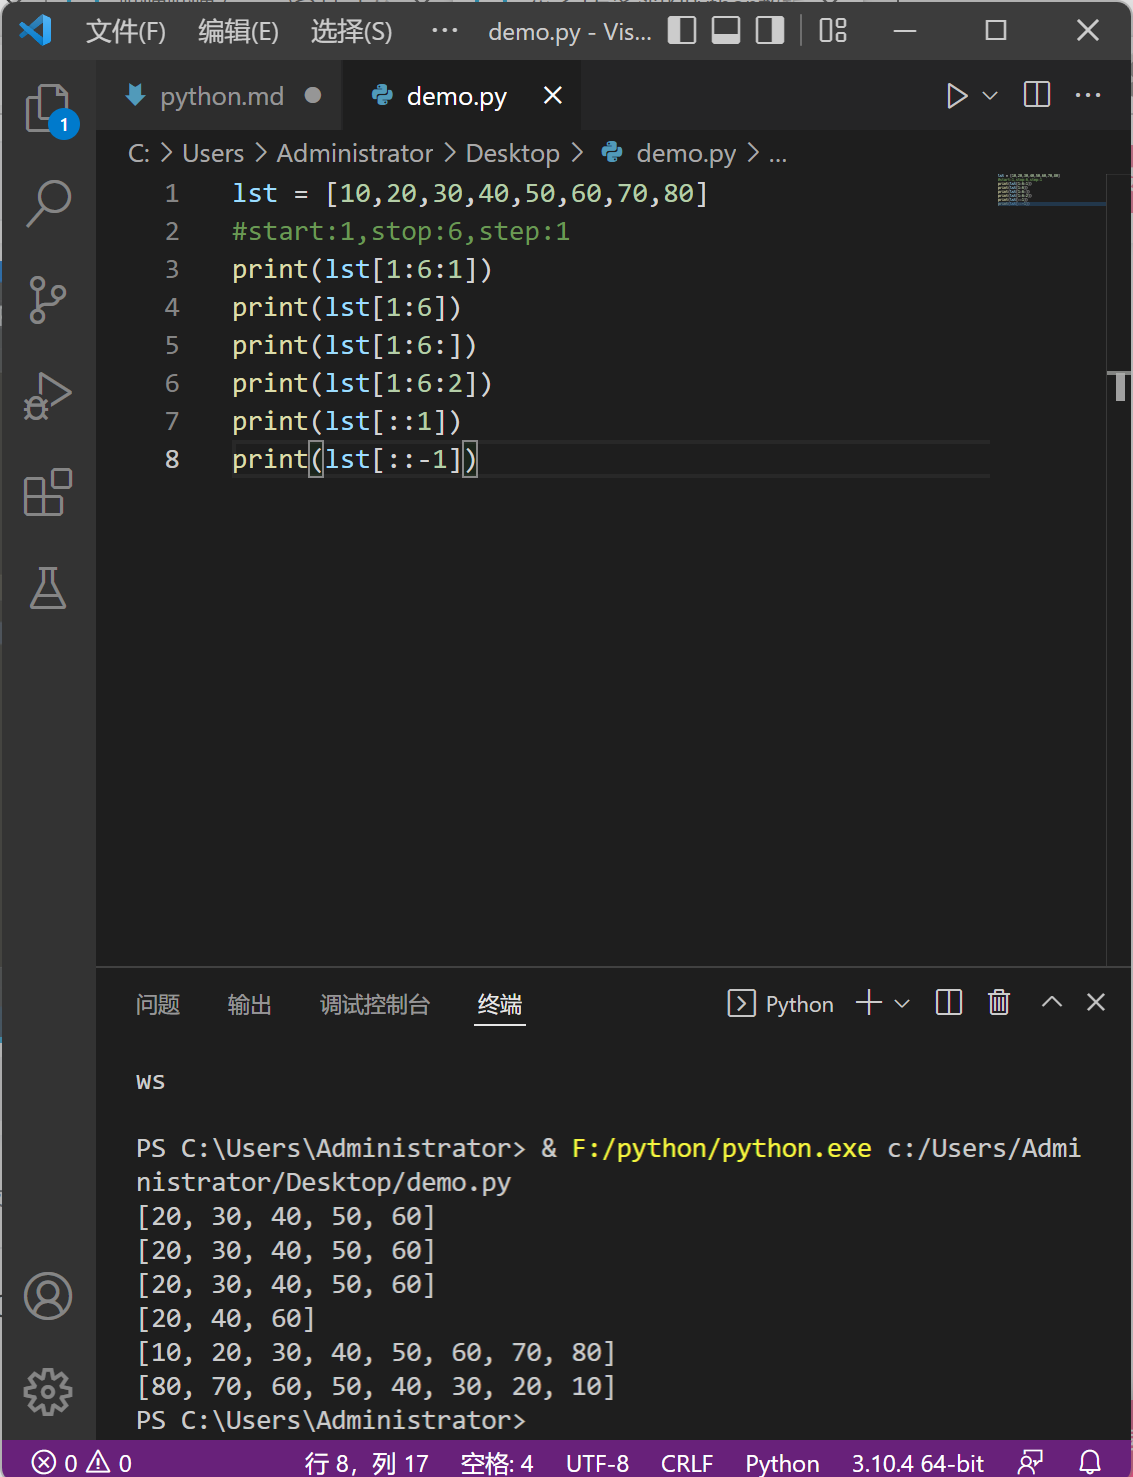 文件(F) 编辑(E) 选择(S) ··· demo.py - Vis...
python.md demo.py
1
C: > Users > Administrator > Desktop > demo.py > ...
1 lst = [10,20,30,40,50,60,70,80]
2 #start:1,stop:6,step:1
3 print(lst[1:6:1])
4 print(lst[1:6])
5 print(lst[1:6:])
6 print(lst[1:6:2])
7 print(lst[::1])
8 print(lst[::-1])
问题 输出 调试控制台 终端 Python
ws
PS C:\Users\Administrator> & F:/python/python.exe c:/Users/Admi
nistrator/Desktop/demo.py
[20, 30, 40, 50, 60]
[20, 30, 40, 50, 60]
[20, 30, 40, 50, 60]
[20, 40, 60]
[10, 20, 30, 40, 50, 60, 70, 80]
[80, 70, 60, 50, 40, 30, 20, 10]
PS C:\Users\Administrator>
0 0 行 8，列 17 空格: 4 UTF-8 CRLF Python 3.10.4 64-bit